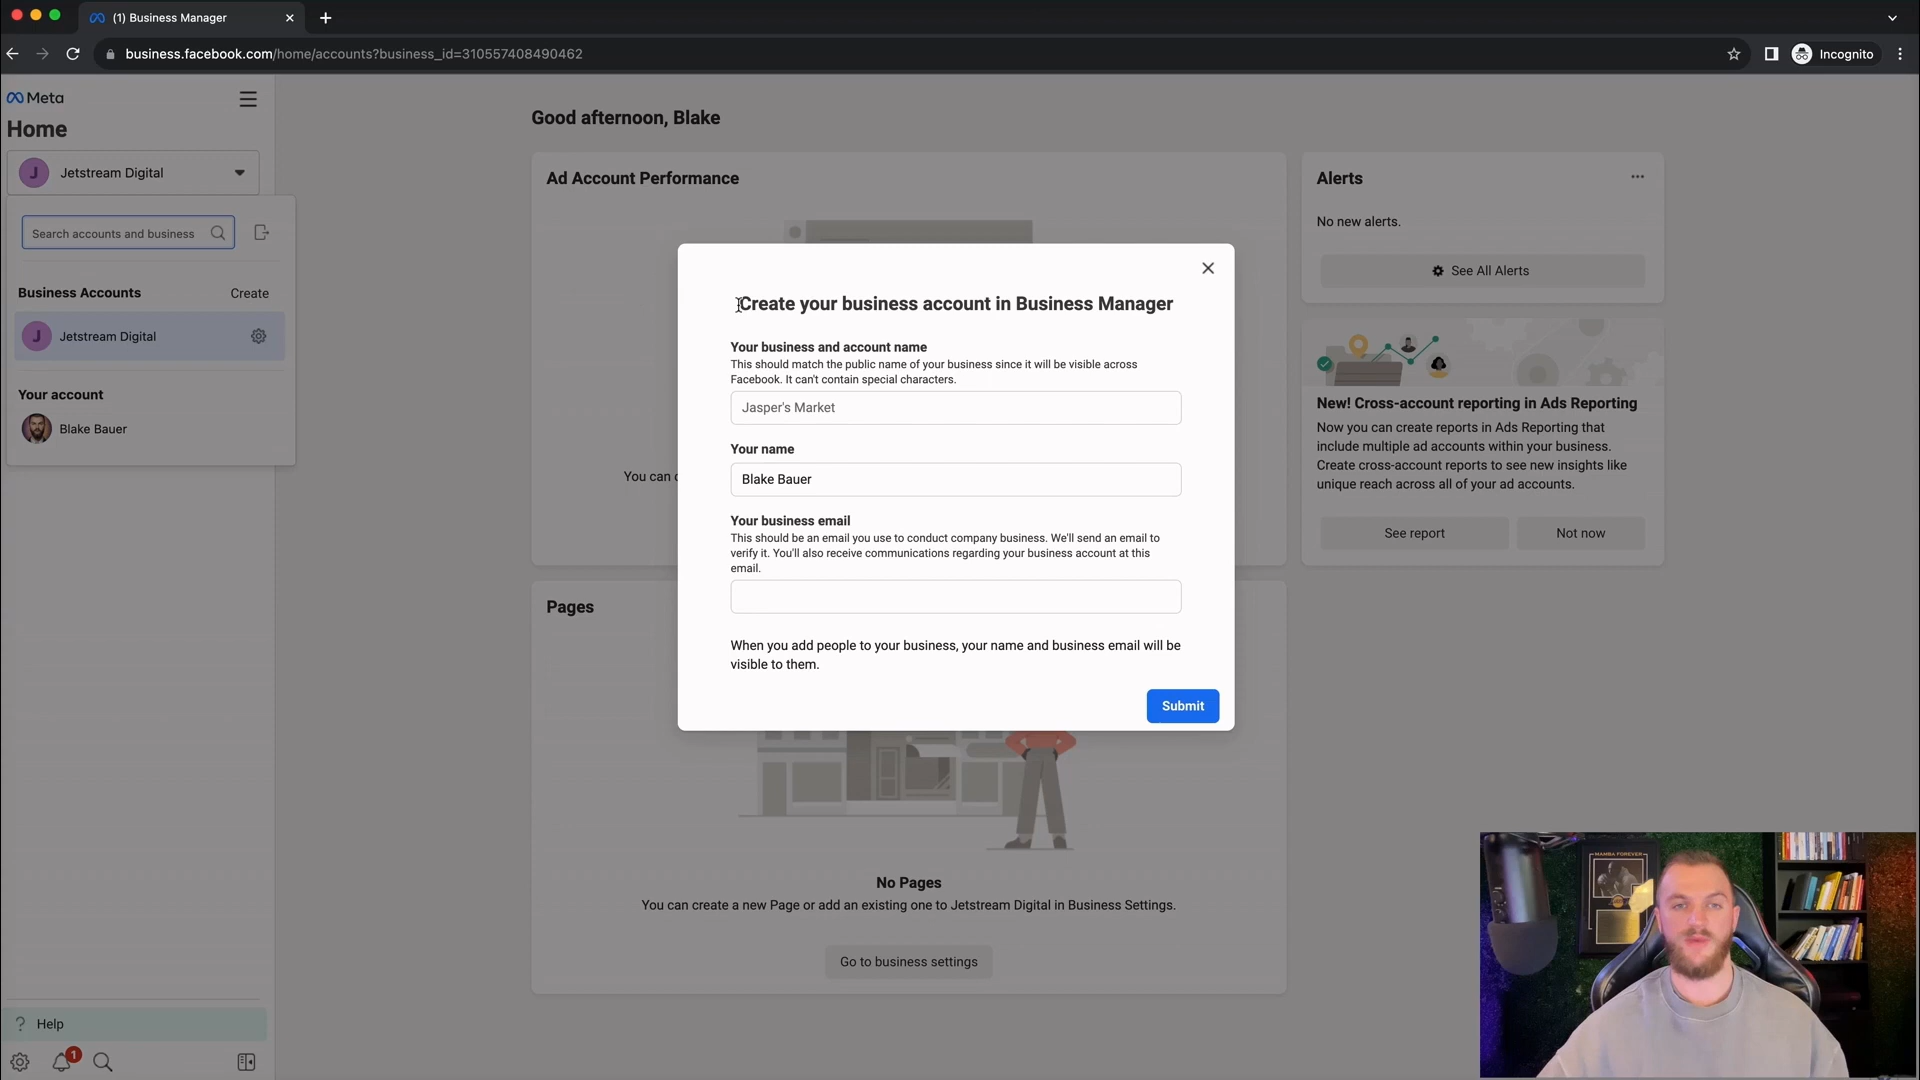 (1) Business Manager
business.facebook.com/home/accounts?business_id=310557408490462
Incognito
Meta
Home
J
Jetstream Digital
Search accounts and business
Business Accounts
Create
J
Jetstream Digital
Your account
Blake Bauer
? Help
1
Good afternoon, Blake
Ad Account Performance
You can c
Pages
No Pages
You can create a new Page or add an existing one to Jetstream Digital in Business Settings.
Go to business settings
Create your business account in Business Manager
Your business and account name
This should match the public name of your business since it will be visible across
Facebook. It can't contain special characters.
Jasper's Market
Your name
Blake Bauer
Your business email
This should be an email you use to conduct company business. We'll send an email to
verify it. You'll also receive communications regarding your business account at this
email.
When you add people to your business, your name and business email will be
visible to them.
Submit
Alerts
No new alerts.
See All Alerts
New! Cross-account reporting in Ads Reporting
Now you can create reports in Ads Reporting that
include multiple ad accounts within your business.
Create cross-account reports to see new insights like
unique reach across all of your ad accounts.
See report
Not now
MAMBA FOREVER